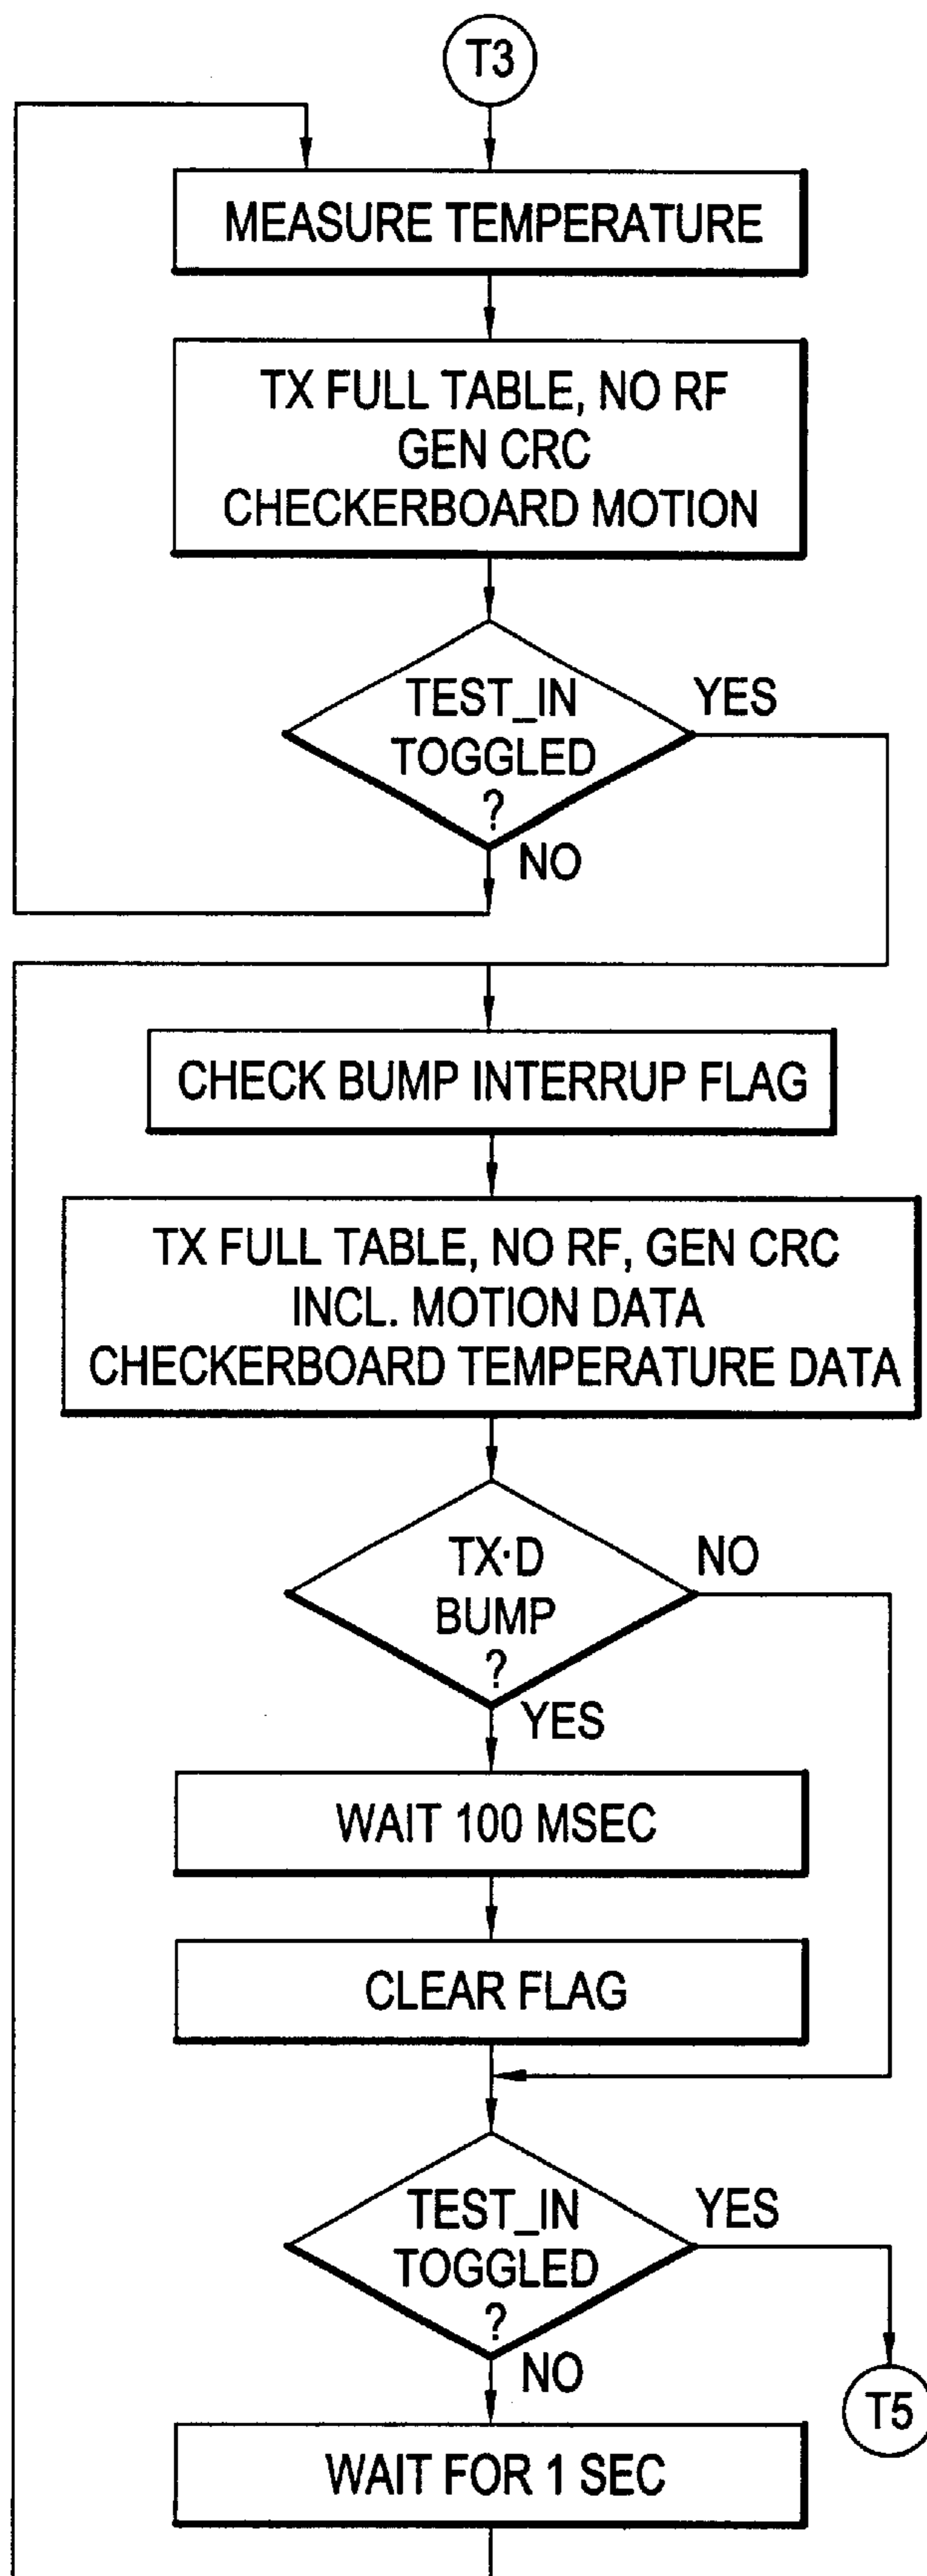 T3
MEASURE TEMPERATURE
TX FULL TABLE, NO RF
GEN CRC
CHECKERBOARD MOTION
TEST_IN
TOGGLED
?
YES
NO
CHECK BUMP INTERRUP FLAG
TX FULL TABLE, NO RF, GEN CRC
INCL. MOTION DATA
CHECKERBOARD TEMPERATURE DATA
TX·D
BUMP
?
NO
YES
WAIT 100 MSEC
CLEAR FLAG
TEST_IN
TOGGLED
?
YES
NO
T5
WAIT FOR 1 SEC